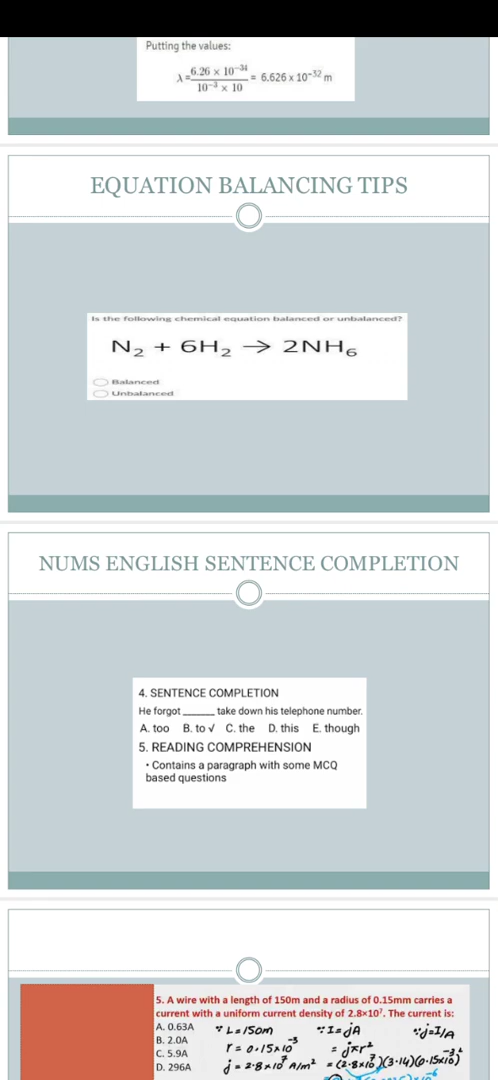 Putting the values:
λ = 6.26 × 10⁻³⁴ / 10⁻³ × 10 = 6.626 x 10⁻³² m
EQUATION BALANCING TIPS
Is the following chemical equation balanced or unbalanced?
N₂ + 6H₂ → 2NH₆
Balanced
Unbalanced
NUMS ENGLISH SENTENCE COMPLETION
4. SENTENCE COMPLETION
He forgot ______ take down his telephone number.
A. too B. to √ C. the D. this E. though
5. READING COMPREHENSION
• Contains a paragraph with some MCQ
based questions
5. A wire with a length of 150m and a radius of 0.15mm carries a
current with a uniform current density of 2.8×10⁷. The current is:
A. 0.63A ∵ L = 150m ∵ I = jA ∵ j = I/A
B. 2.0A r = 0.15×10⁻³ = jπr²
C. 5.9A j = 2.8×10⁷ A/m² = (2.8×10⁷)(3.14)(0.15×10⁻³)²
D. 296A